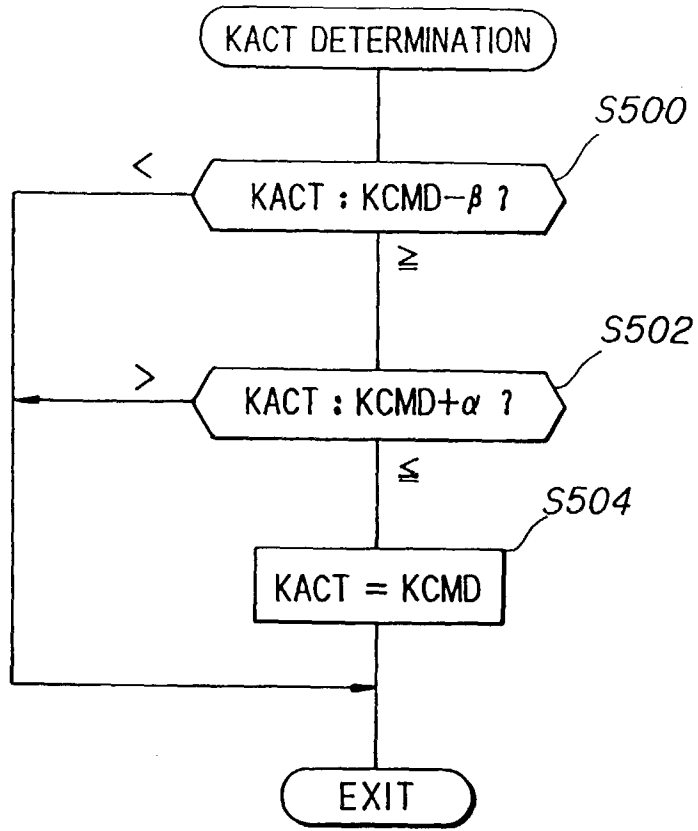 KACT DETERMINATION
S500
<
KACT : KCMD−β ?
≧
S502
>
KACT : KCMD+α ?
≦
S504
KACT = KCMD
EXIT